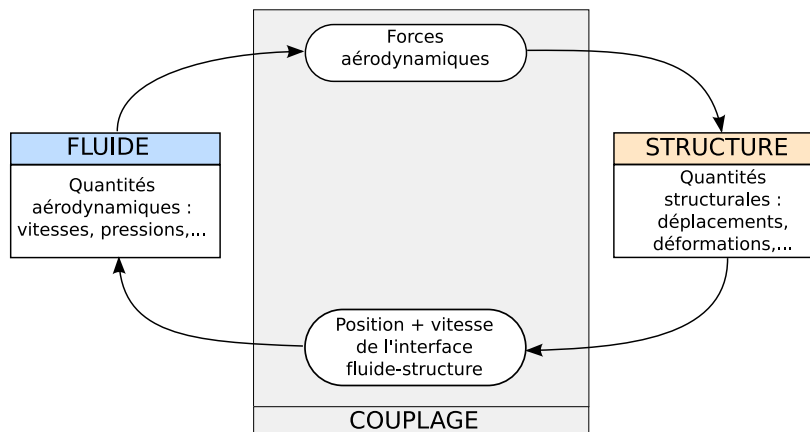 Forces
aérodynamiques
FLUIDE
Quantités
aérodynamiques :
vitesses, pressions,...
STRUCTURE
Quantités
structurales :
déplacements,
déformations,...
Position + vitesse
de l'interface
fluide-structure
COUPLAGE